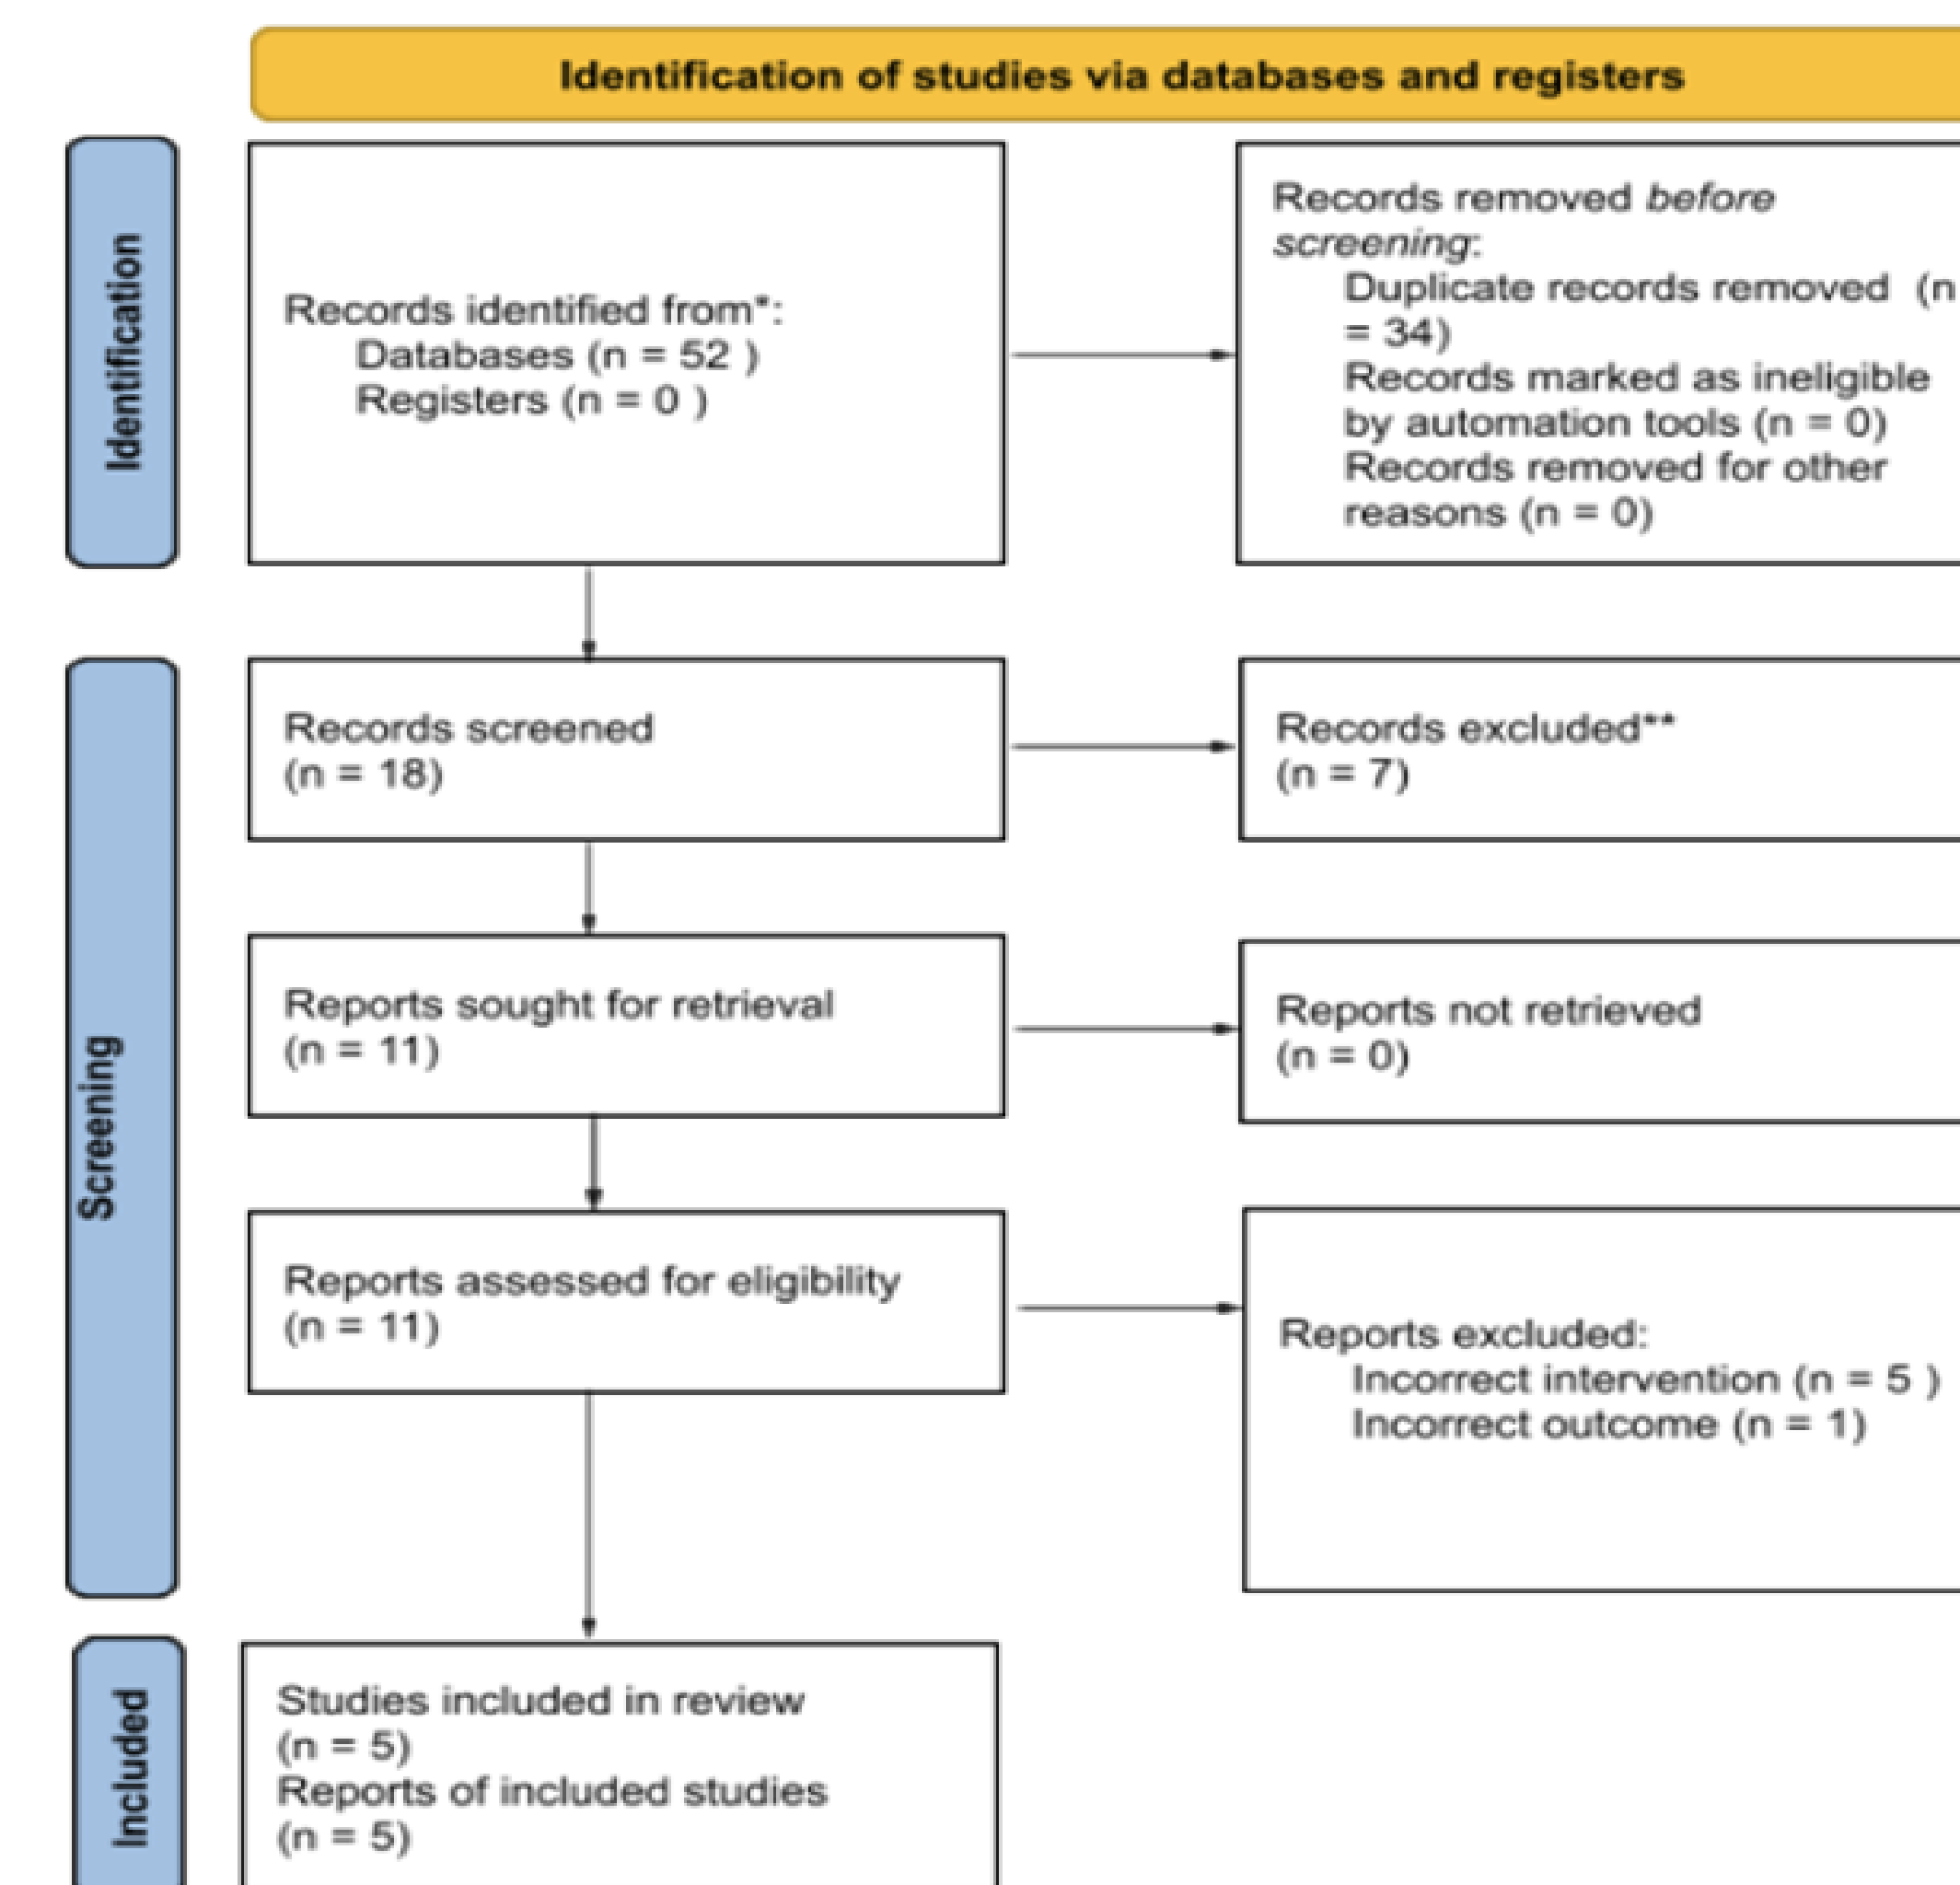 Identification of studies via databases and registers
Identification
Records identified from*:
Databases (n = 52 )
Registers (n = 0 )
Records removed before
screening:
Duplicate records removed (n
= 34)
Records marked as ineligible
by automation tools (n = 0)
Records removed for other
reasons (n = 0)
Screening
Records screened
(n = 18)
Records excluded**
(n = 7)
Reports sought for retrieval
(n = 11)
Reports not retrieved
(n = 0)
Reports assessed for eligibility
(n = 11)
Reports excluded:
Incorrect intervention (n = 5 )
Incorrect outcome (n = 1)
Included
Studies included in review
(n = 5)
Reports of included studies
(n = 5)